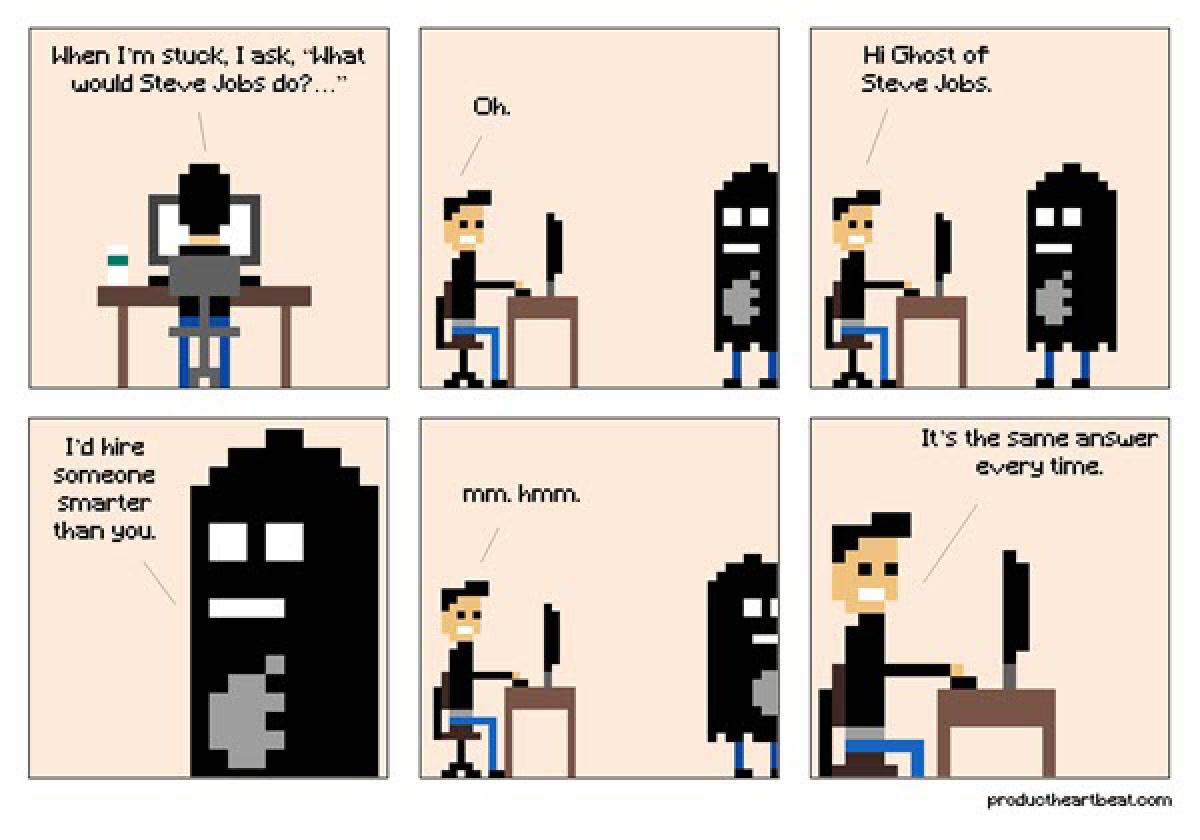 When I'm stuck, I ask, “What
would Steve Jobs do?...”
Oh.
Hi Ghost of
Steve Jobs.
I'd hire
someone
smarter
than you.
mm. hmm.
It's the same answer
every time.
productheartbeat.com